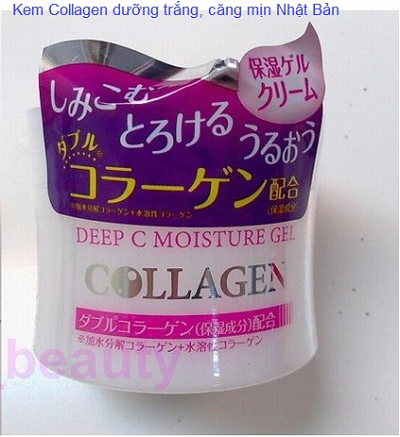 Kem Collagen dưỡng trắng, căng mịn Nhật Bản
保湿ゲル
クリーム
しみこむ
とろける
うるおう
ダブル※
コラーゲン配合
※加水分解コラーゲン+水溶性コラーゲン
(保湿成分)
DEEP C MOISTURE GEL
COLLAGEN
ダブルコラーゲン(保湿成分)配合
※加水分解コラーゲン+水溶性コラーゲン
beauty